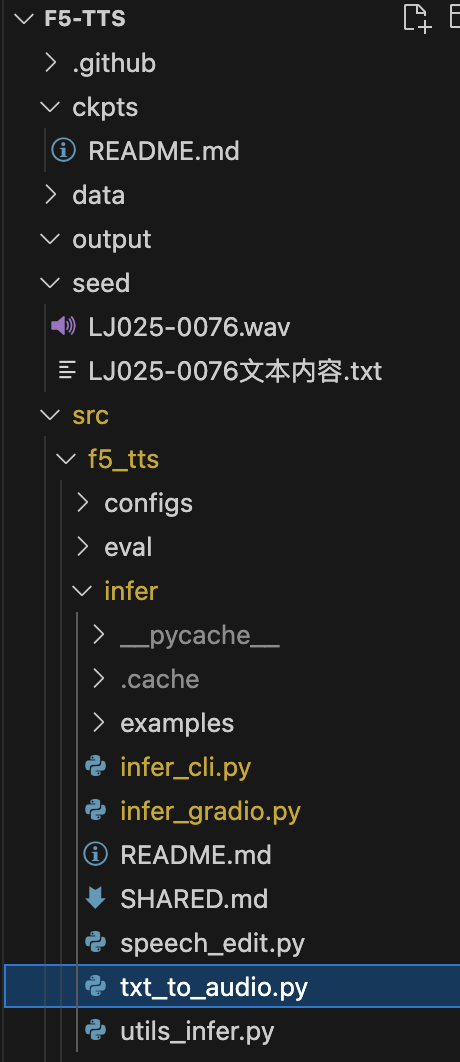 F5-TTS
.github
ckpts
README.md
data
output
seed
LJ025-0076.wav
LJ025-0076文本内容.txt
src
f5_tts
configs
eval
infer
__pycache__
.cache
examples
infer_cli.py
infer_gradio.py
README.md
SHARED.md
speech_edit.py
txt_to_audio.py
utils_infer.py